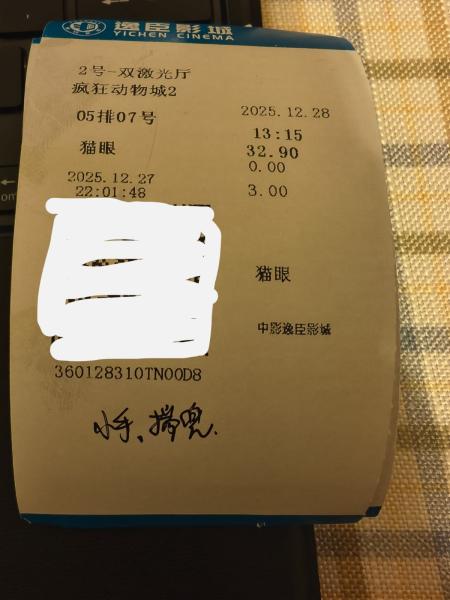 逸臣影城
YICHEN CINEMA
2号-双激光厅
疯狂动物城2
05排07号 2025.12.28
13:15
猫眼 32.90
0.00
2025.12.27
22:01:48 3.00
猫眼
中影逸臣影城
360128310TN00D8
小手、揣兜.